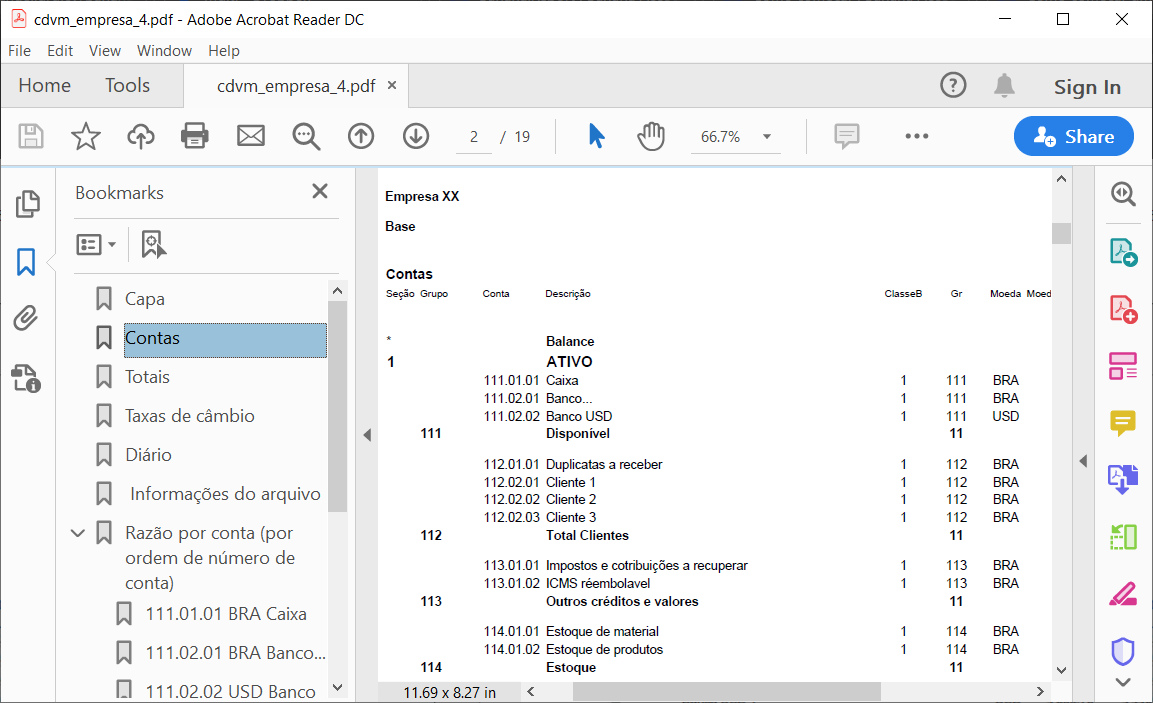 cdvm_empresa_4.pdf - Adobe Acrobat Reader DC
File Edit View Window Help
Home Tools cdvm_empresa_4.pdf × Sign In
2 / 19 66.7% Share
Bookmarks
Capa
Contas
Totais
Taxas de câmbio
Diário
Informações do arquivo
Razão por conta (por
ordem de número de
conta)
111.01.01 BRA Caixa
111.02.01 BRA Banco...
111.02.02 USD Banco
Empresa XX
Base
Contas
Seção Grupo Conta Descrição ClasseB Gr Moeda Moed
* Balance
1 ATIVO
111.01.01 Caixa 1 111 BRA
111.02.01 Banco... 1 111 BRA
111.02.02 Banco USD 1 111 USD
111 Disponível 11
112.01.01 Duplicatas a receber 1 112 BRA
112.02.01 Cliente 1 1 112 BRA
112.02.02 Cliente 2 1 112 BRA
112.02.03 Cliente 3 1 112 BRA
112 Total Clientes 11
113.01.01 Impostos e cotribuições a recuperar 1 113 BRA
113.01.02 ICMS réembolavel 1 113 BRA
113 Outros créditos e valores 11
114.01.01 Estoque de material 1 114 BRA
114.01.02 Estoque de produtos 1 114 BRA
114 Estoque 11
11.69 x 8.27 in